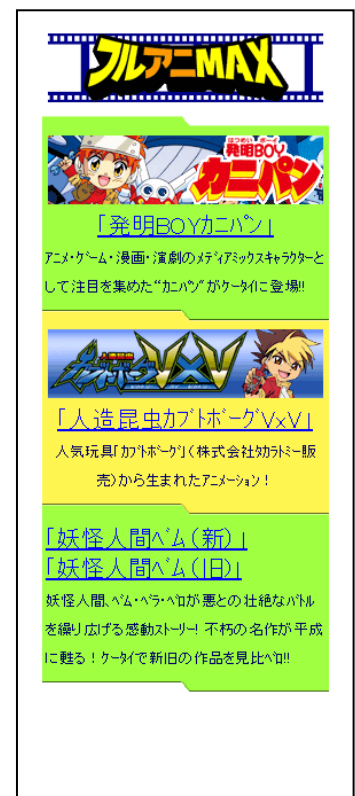 フルアニMAX
はつめい ボーイ
発明BOY
カニパン
「発明BOYｶﾆﾊﾟﾝ」
ｱﾆﾒ・ｹﾞｰﾑ・漫画・演劇のﾒﾃﾞｨｱﾐｯｸｽｷｬﾗｸﾀｰと
して注目を集めた“ｶﾆﾊﾟﾝ”がｹｰﾀｲに登場!!
人造昆虫
カブトボーグVXV
「人造昆虫ｶﾌﾞﾄﾎﾞｰｸﾞVxV」
人気玩具「ｶﾌﾞﾄﾎﾞｰｸﾞ」（株式会社ﾀｶﾗﾄﾐｰ販
売）から生まれたｱﾆﾒｰｼｮﾝ！
「妖怪人間ﾍﾞﾑ（新）」
「妖怪人間ﾍﾞﾑ（旧）」
妖怪人間､ﾍﾞﾑ・ﾍﾞﾗ・ﾍﾞﾛが悪との壮絶なﾊﾞﾄﾙ
を繰り広げる感動ｽﾄｰﾘｰ! 不朽の名作が平成
に甦る！ｹｰﾀｲで新旧の作品を見比ﾍﾞﾛ!!